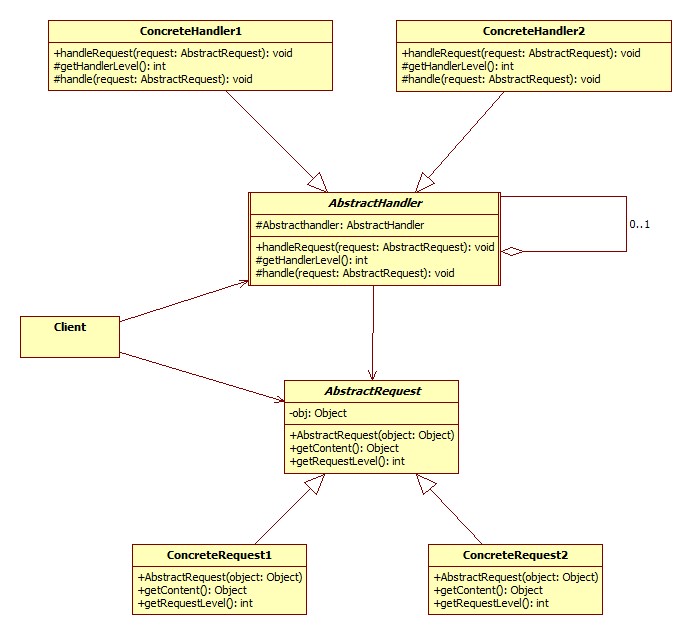 ConcreteHandler1
+handleRequest(request: AbstractRequest): void
#getHandlerLevel(): int
#handle(request: AbstractRequest): void
ConcreteHandler2
+handleRequest(request: AbstractRequest): void
#getHandlerLevel(): int
#handle(request: AbstractRequest): void
AbstractHandler
#Abstracthandler: AbstractHandler
+handleRequest(request: AbstractRequest): void
#getHandlerLevel(): int
#handle(request: AbstractRequest): void
0..1
Client
AbstractRequest
-obj: Object
+AbstractRequest(object: Object)
+getContent(): Object
+getRequestLevel(): int
ConcreteRequest1
+AbstractRequest(object: Object)
+getContent(): Object
+getRequestLevel(): int
ConcreteRequest2
+AbstractRequest(object: Object)
+getContent(): Object
+getRequestLevel(): int